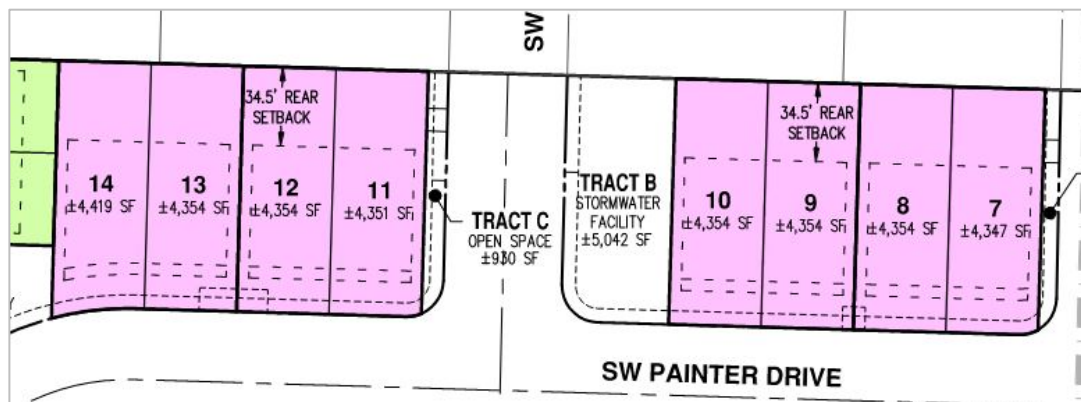 SW
34.5' REAR
SETBACK
14
±4,419 SF
13
±4,354 SF
12
±4,354 SF
11
±4,351 SF
TRACT C
OPEN SPACE
±930 SF
TRACT B
STORMWATER
FACILITY
±5,042 SF
34.5' REAR
SETBACK
10
±4,354 SF
9
±4,354 SF
8
±4,354 SF
7
±4,347 SF
SW PAINTER DRIVE